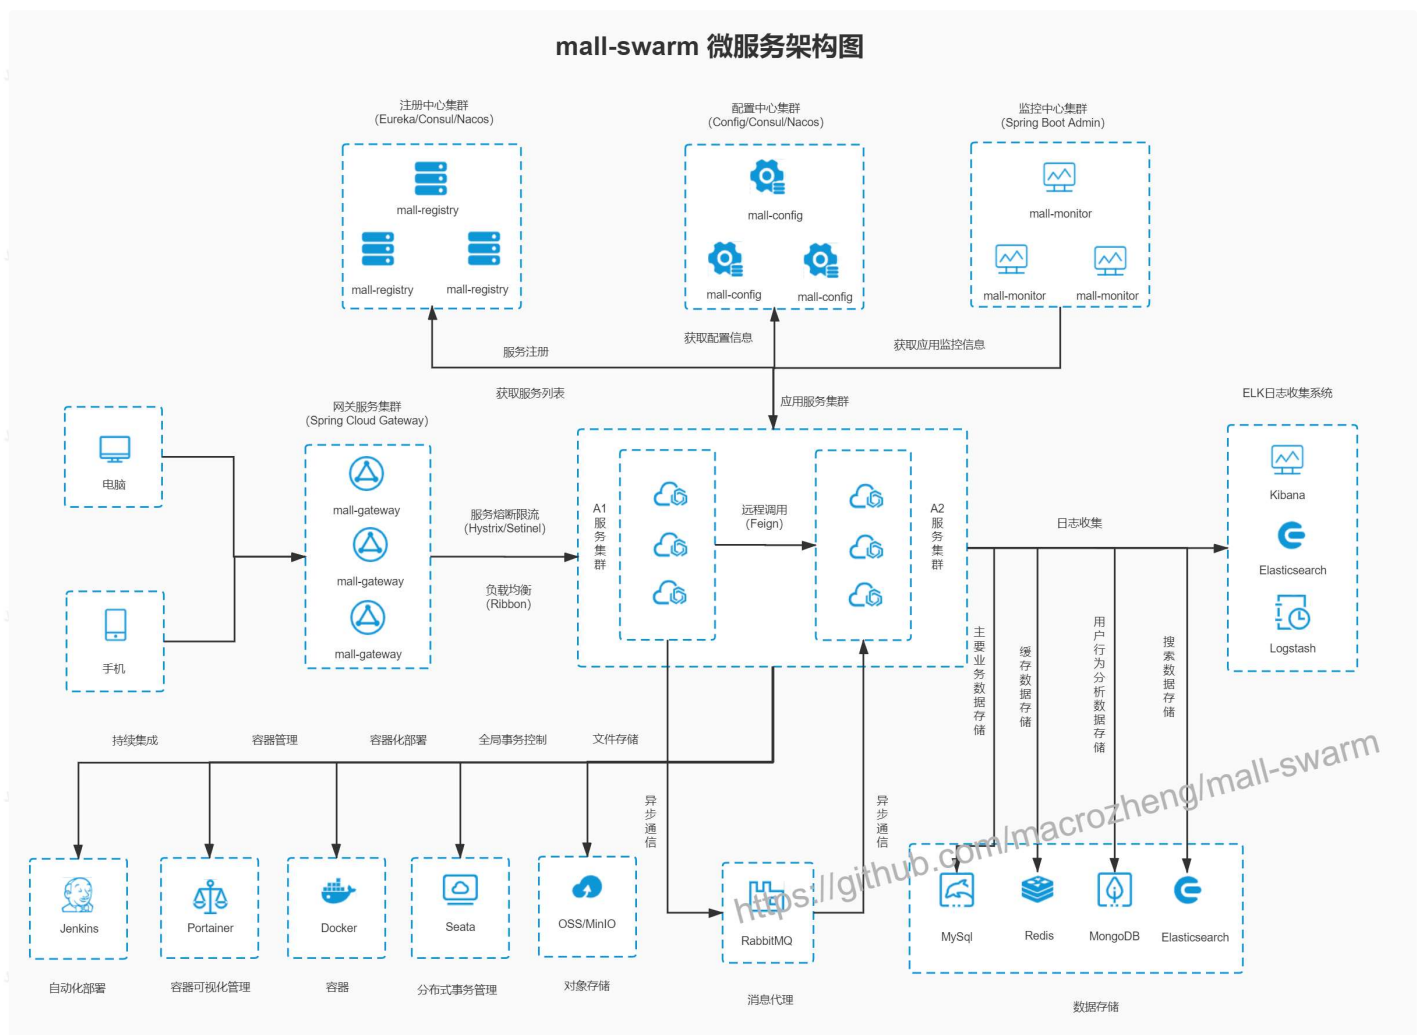 mall-swarm 微服务架构图
注册中心集群
（Eureka/Consul/Nacos）
配置中心集群
（Config/Consul/Nacos）
监控中心集群
（Spring Boot Admin）
mall-registry
mall-registry
mall-registry
mall-config
mall-config
mall-config
mall-monitor
mall-monitor
mall-monitor
服务注册
获取配置信息
获取应用监控信息
获取服务列表
应用服务集群
ELK日志收集系统
电脑
手机
网关服务集群
（Spring Cloud Gateway）
mall-gateway
mall-gateway
mall-gateway
服务熔断限流
（Hystrix/Setinel）
负载均衡
（Ribbon）
A1服务集群
远程调用
（Feign）
A2服务集群
日志收集
Kibana
Elasticsearch
Logstash
主要业务数据存储
缓存数据存储
用户行为分析数据存储
搜索数据存储
持续集成
容器管理
容器化部署
全局事务控制
文件存储
异步通信
异步通信
https://github.com/macrozheng/mall-swarm
Jenkins
Portainer
Docker
Seata
OSS/MinIO
RabbitMQ
MySql
Redis
MongoDB
Elasticsearch
自动化部署
容器可视化管理
容器
分布式事务管理
对象存储
消息代理
数据存储